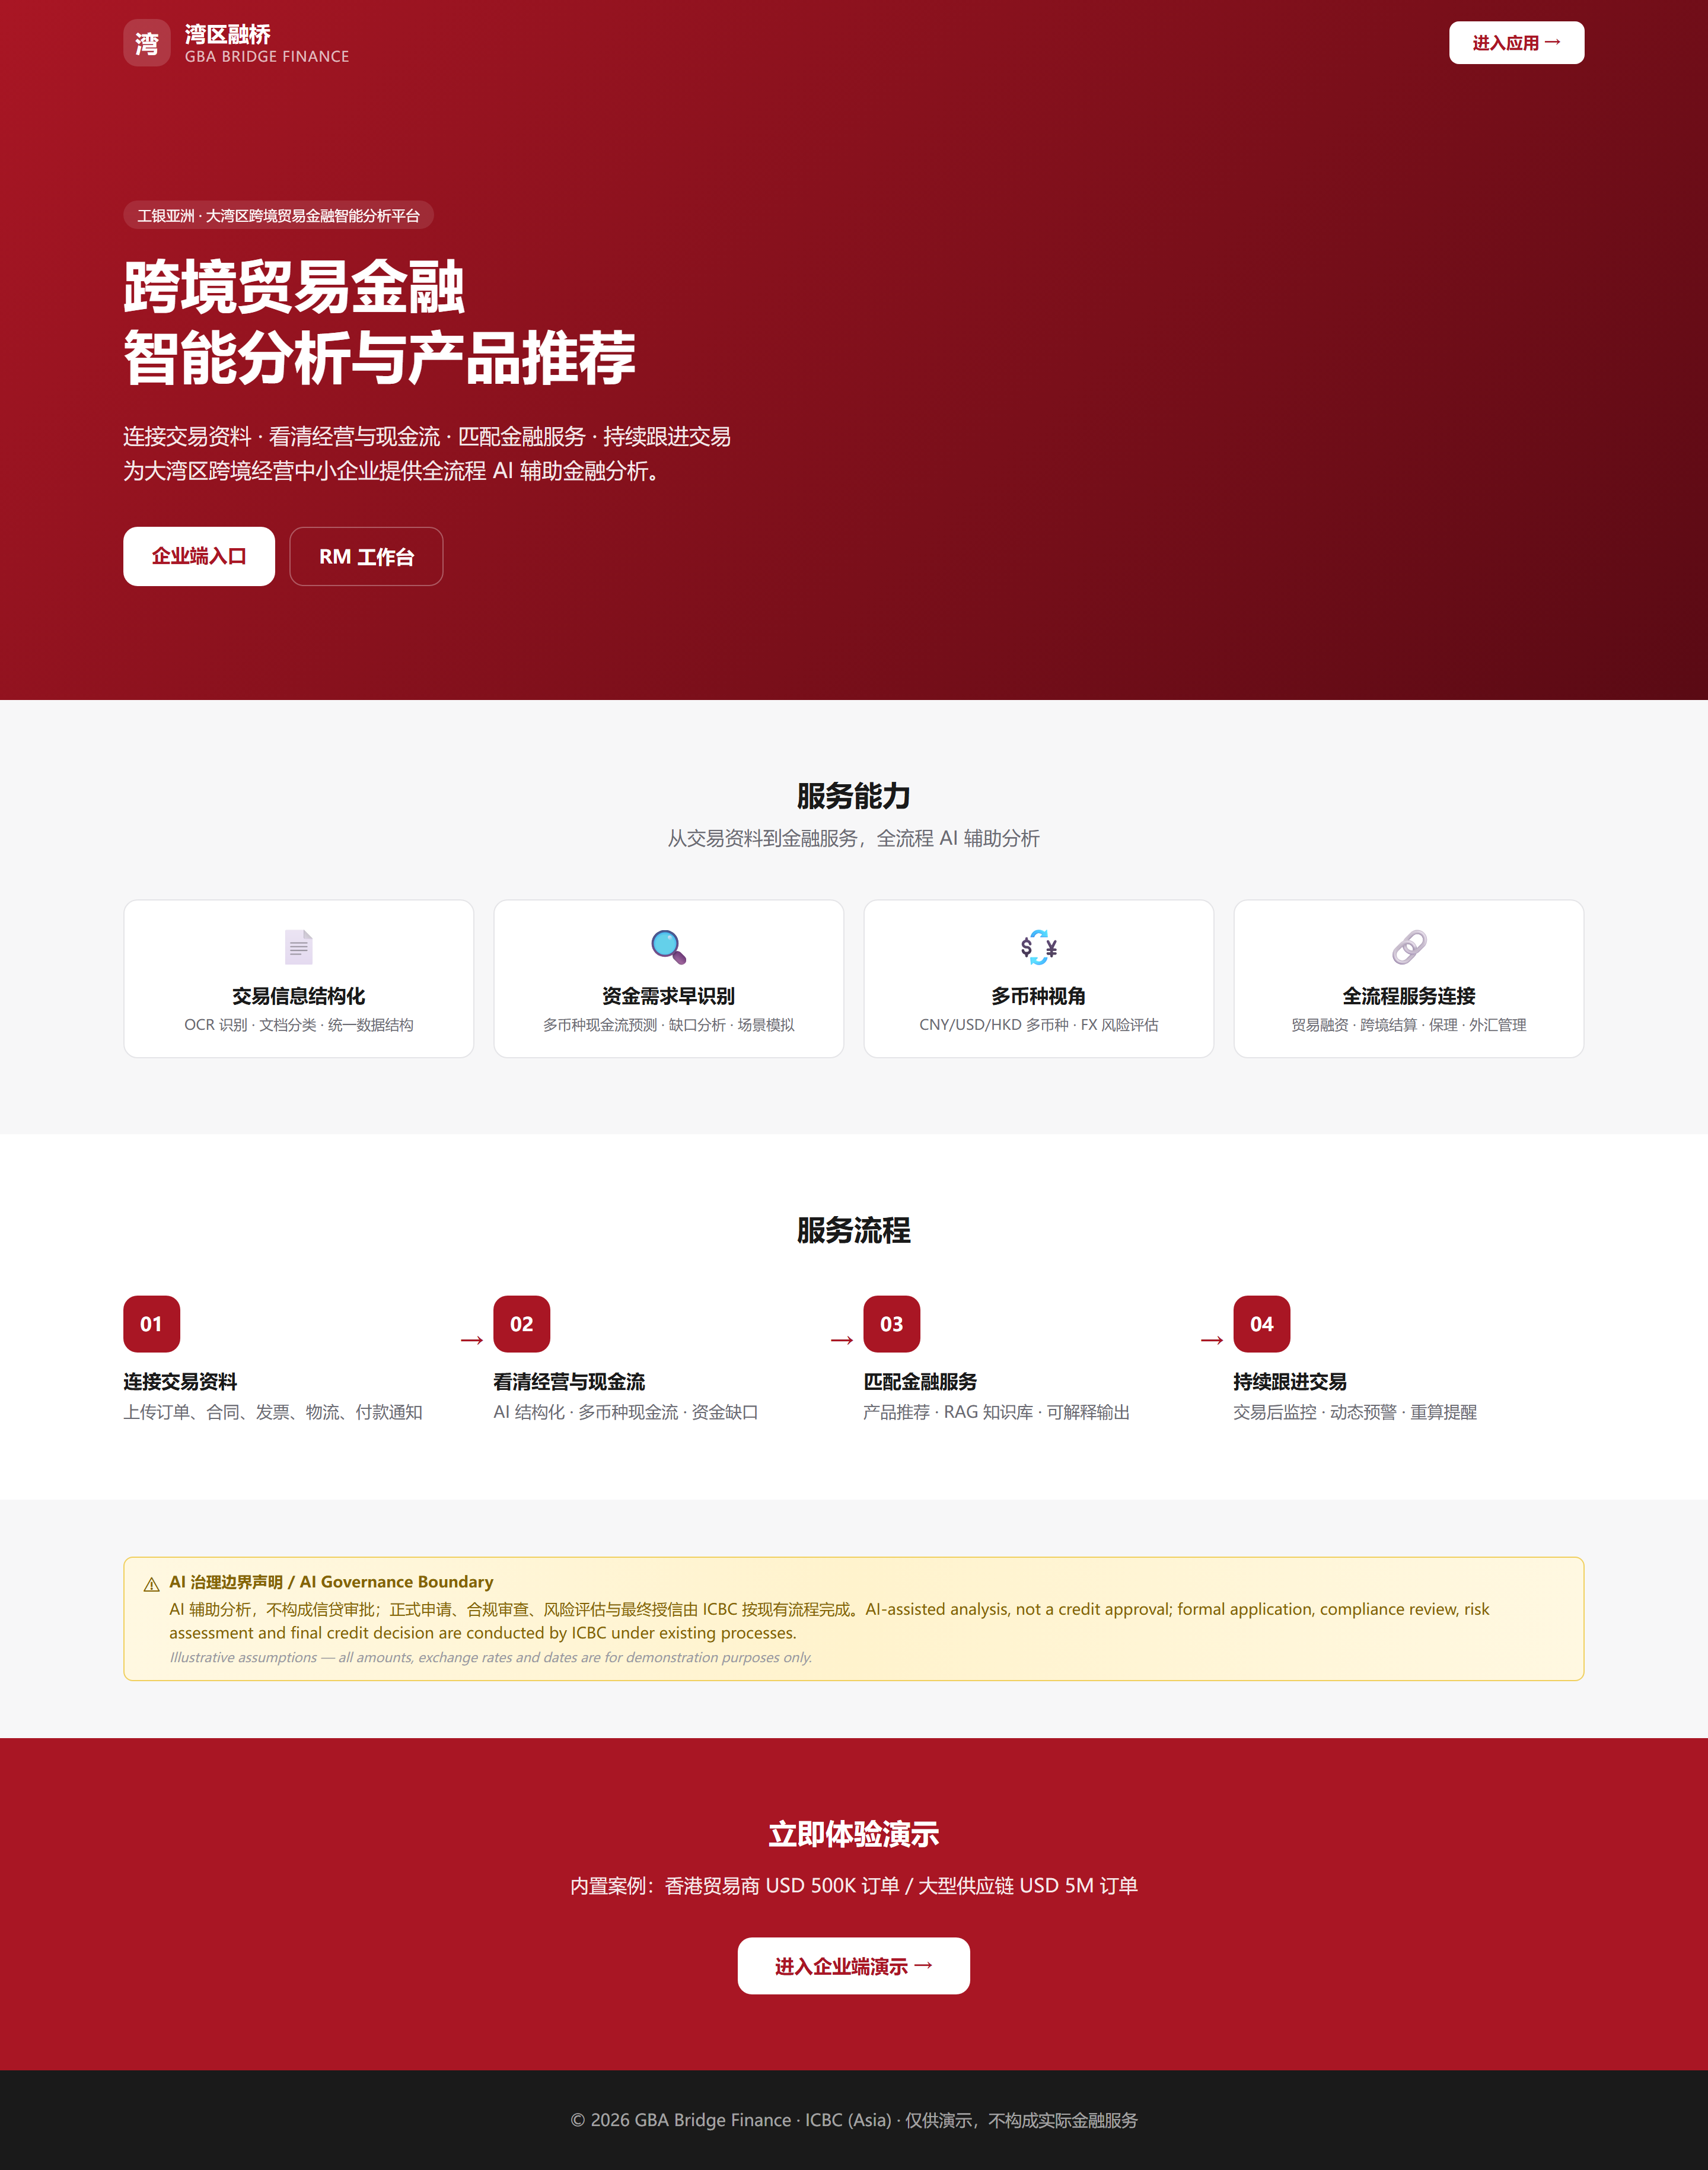 湾
湾区融桥
GBA BRIDGE FINANCE
进入应用 →
工银亚洲 · 大湾区跨境贸易金融智能分析平台
跨境贸易金融
智能分析与产品推荐
连接交易资料 · 看清经营与现金流 · 匹配金融服务 · 持续跟进交易
为大湾区跨境经营中小企业提供全流程 AI 辅助金融分析。
企业端入口
RM 工作台
服务能力
从交易资料到金融服务，全流程 AI 辅助分析
交易信息结构化
OCR 识别 · 文档分类 · 统一数据结构
资金需求早识别
多币种现金流预测 · 缺口分析 · 场景模拟
$ ¥
多币种视角
CNY/USD/HKD 多币种 · FX 风险评估
全流程服务连接
贸易融资 · 跨境结算 · 保理 · 外汇管理
服务流程
01
连接交易资料
上传订单、合同、发票、物流、付款通知
→
02
看清经营与现金流
AI 结构化 · 多币种现金流 · 资金缺口
→
03
匹配金融服务
产品推荐 · RAG 知识库 · 可解释输出
→
04
持续跟进交易
交易后监控 · 动态预警 · 重算提醒
⚠ AI 治理边界声明 / AI Governance Boundary
AI 辅助分析，不构成信贷审批；正式申请、合规审查、风险评估与最终授信由 ICBC 按现有流程完成。AI-assisted analysis, not a credit approval; formal application, compliance review, risk
assessment and final credit decision are conducted by ICBC under existing processes.
Illustrative assumptions — all amounts, exchange rates and dates are for demonstration purposes only.
立即体验演示
内置案例：香港贸易商 USD 500K 订单 / 大型供应链 USD 5M 订单
进入企业端演示 →
© 2026 GBA Bridge Finance · ICBC (Asia) · 仅供演示，不构成实际金融服务